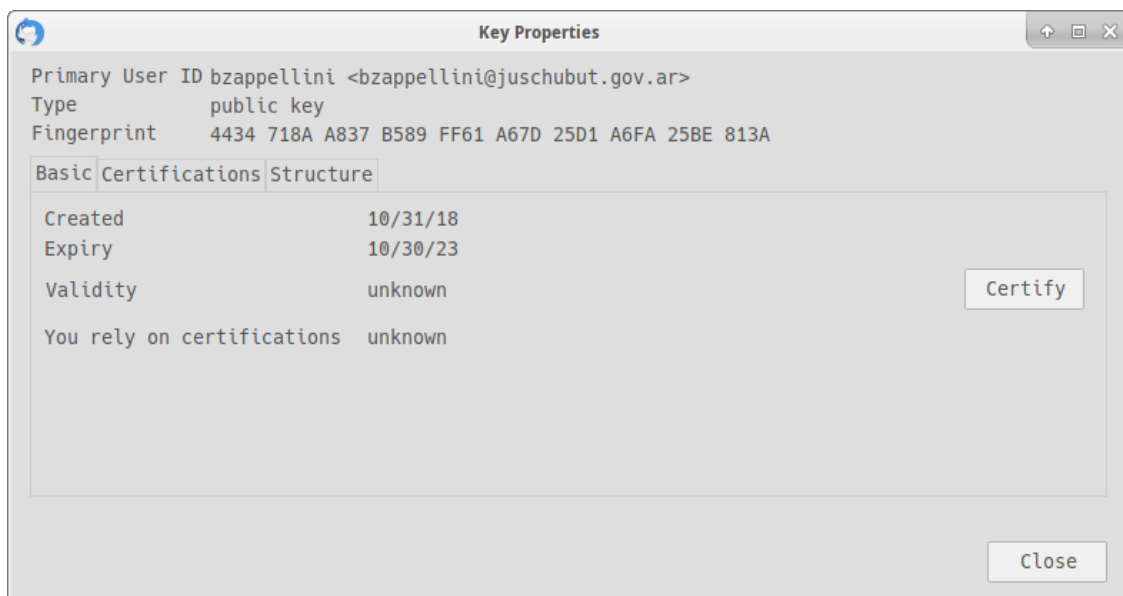 Key Properties
Primary User ID bzappellini <bzappellini@juschubut.gov.ar>
Type public key
Fingerprint 4434 718A A837 B589 FF61 A67D 25D1 A6FA 25BE 813A
Basic Certifications Structure
Created 10/31/18
Expiry 10/30/23
Validity unknown Certify
You rely on certifications unknown
Close